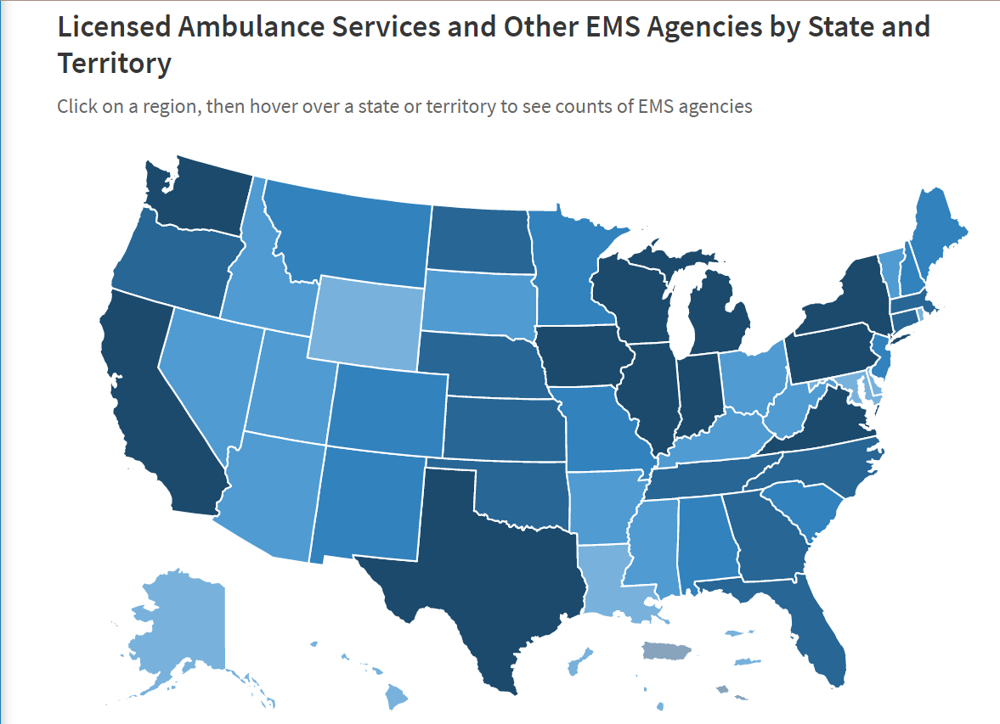 Licensed Ambulance Services and Other EMS Agencies by State and
Territory
Click on a region, then hover over a state or territory to see counts of EMS agencies